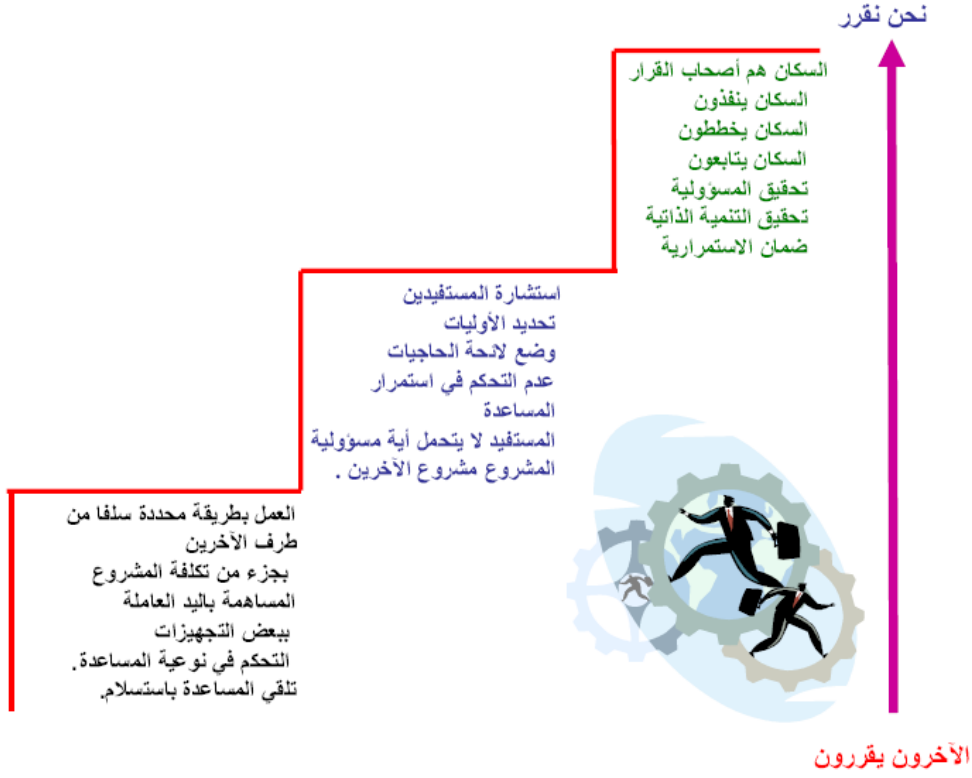 نحن نقرر
السكان هم أصحاب القرار
السكان ينفذون
السكان يخططون
السكان يتابعون
تحقيق المسؤولية
تحقيق التنمية الذاتية
ضمان الاستمرارية
استشارة المستفيدين
تحديد الأوليات
وضع لائحة الحاجيات
عدم التحكم في استمرار
المساعدة
المستفيد لا يتحمل أية مسؤولية
المشروع مشروع الآخرين .
العمل بطريقة محددة سلفا من
طرف الآخرين
بجزء من تكلفة المشروع
المساهمة باليد العاملة
ببعض التجهيزات
التحكم في نوعية المساعدة.
تلقي المساعدة باستسلام.
الآخرون يقررون